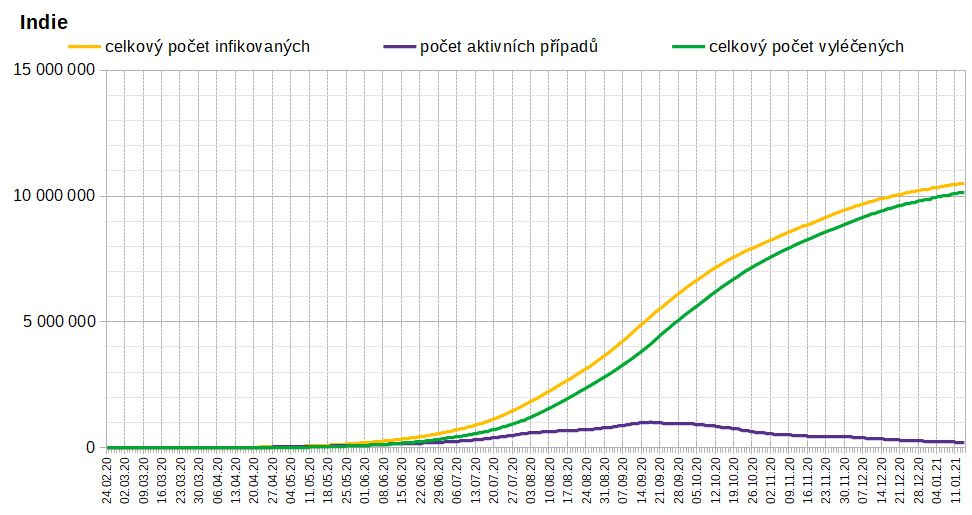 Indie
celkový počet infikovaných počet aktivních případů celkový počet vyléčených
15 000 000
10 000 000
5 000 000
0
24.02.20 02.03.20 09.03.20 16.03.20 23.03.20 30.03.20 06.04.20 13.04.20 20.04.20 27.04.20 04.05.20 11.05.20 18.05.20 25.05.20 01.06.20 08.06.20 15.06.20 22.06.20 29.06.20 06.07.20 13.07.20 20.07.20 27.07.20 03.08.20 10.08.20 17.08.20 24.08.20 31.08.20 07.09.20 14.09.20 21.09.20 28.09.20 05.10.20 12.10.20 19.10.20 26.10.20 02.11.20 09.11.20 16.11.20 23.11.20 30.11.20 07.12.20 14.12.20 21.12.20 28.12.20 04.01.21 11.01.21